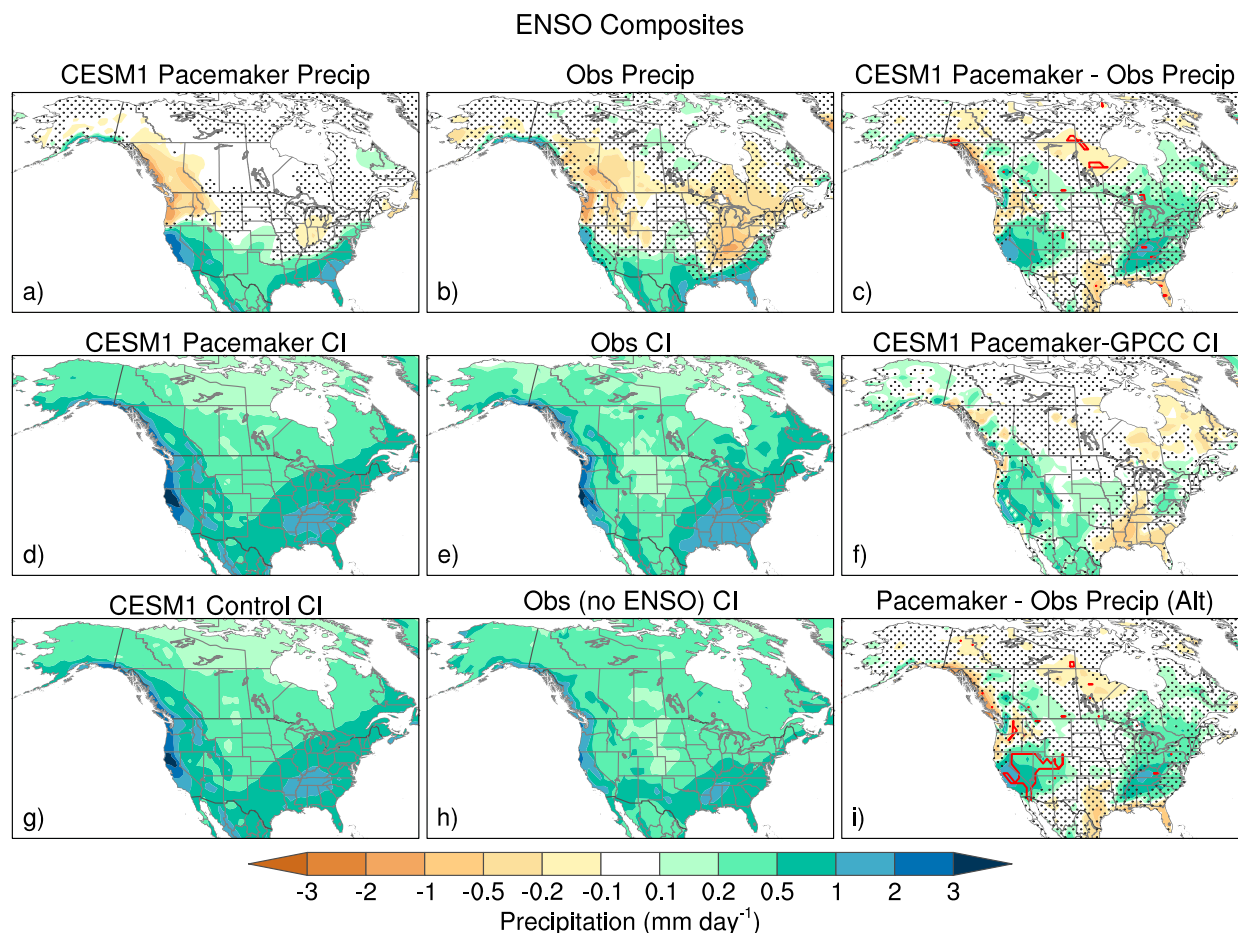 ENSO Composites
CESM1 Pacemaker Precip
Obs Precip
CESM1 Pacemaker - Obs Precip
a)
b)
c)
CESM1 Pacemaker CI
Obs CI
CESM1 Pacemaker-GPCC CI
d)
e)
f)
CESM1 Control CI
Obs (no ENSO) CI
Pacemaker - Obs Precip (Alt)
g)
h)
i)
-3 -2 -1 -0.5 -0.2 -0.1 0.1 0.2 0.5 1 2 3
Precipitation (mm day⁻¹)